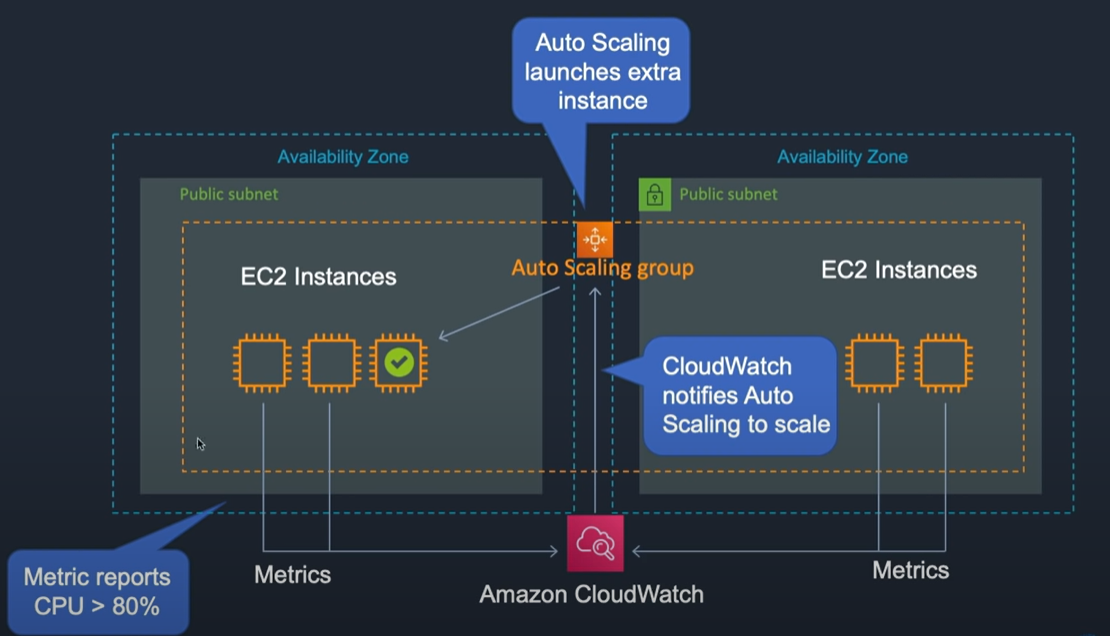 Auto Scaling
launches extra
instance
Availability Zone
Availability Zone
Public subnet
Public subnet
Auto Scaling group
EC2 Instances
EC2 Instances
CloudWatch
notifies Auto
Scaling to scale
Metric reports
CPU > 80%
Metrics
Metrics
Amazon CloudWatch